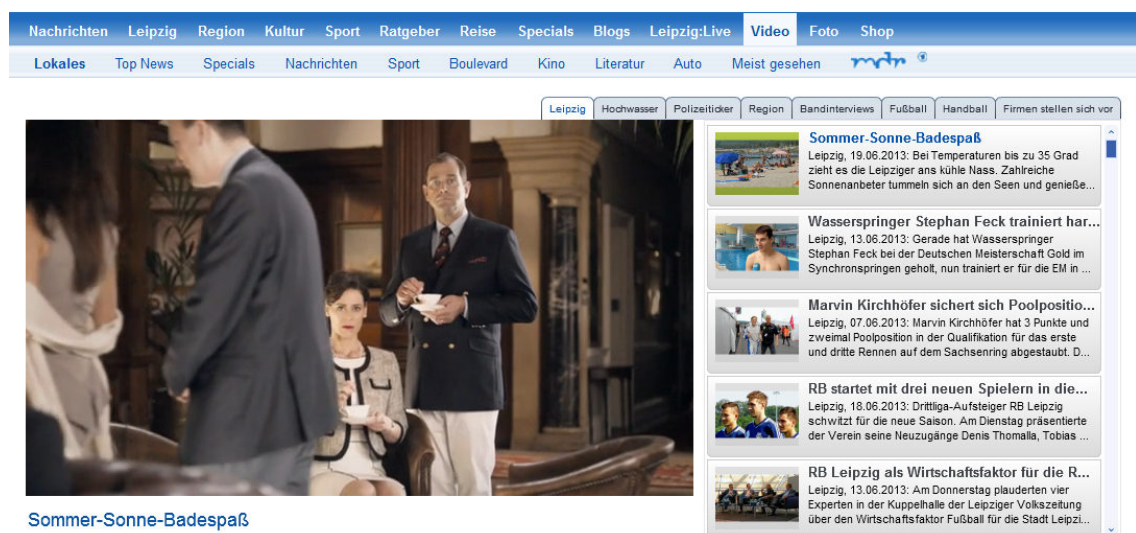 Nachrichten Leipzig Region Kultur Sport Ratgeber Reise Specials Blogs Leipzig:Live Video Foto Shop
Lokales Top News Specials Nachrichten Sport Boulevard Kino Literatur Auto Meist gesehen mdr
Leipzig Hochwasser Polizeiticker Region Bandinterviews Fußball Handball Firmen stellen sich vor
Sommer-Sonne-Badespaß
Leipzig, 19.06.2013: Bei Temperaturen bis zu 35 Grad
zieht es die Leipziger ans kühle Nass. Zahlreiche
Sonnenanbeter tummeln sich an den Seen und genieße...
Wasserspringer Stephan Feck trainiert har...
Leipzig, 13.06.2013: Gerade hat Wasserspringer
Stephan Feck bei der Deutschen Meisterschaft Gold im
Synchronspringen geholt, nun trainiert er für die EM in ...
Marvin Kirchhöfer sichert sich Poolpositio...
Leipzig, 07.06.2013: Marvin Kirchhöfer hat 3 Punkte und
zweimal Poolposition in der Qualifikation für das erste
und dritte Rennen auf dem Sachsenring abgestaubt. D...
RB startet mit drei neuen Spielern in die...
Leipzig, 18.06.2013: Drittliga-Aufsteiger RB Leipzig
schwitzt für die neue Saison. Am Dienstag präsentierte
der Verein seine Neuzugänge Denis Thomalla, Tobias ...
RB Leipzig als Wirtschaftsfaktor für die R...
Leipzig, 13.06.2013: Am Donnerstag plauderten vier
Experten in der Kuppelhalle der Leipziger Volkszeitung
über den Wirtschaftsfaktor Fußball für die Stadt Leipzi...
Sommer-Sonne-Badespaß